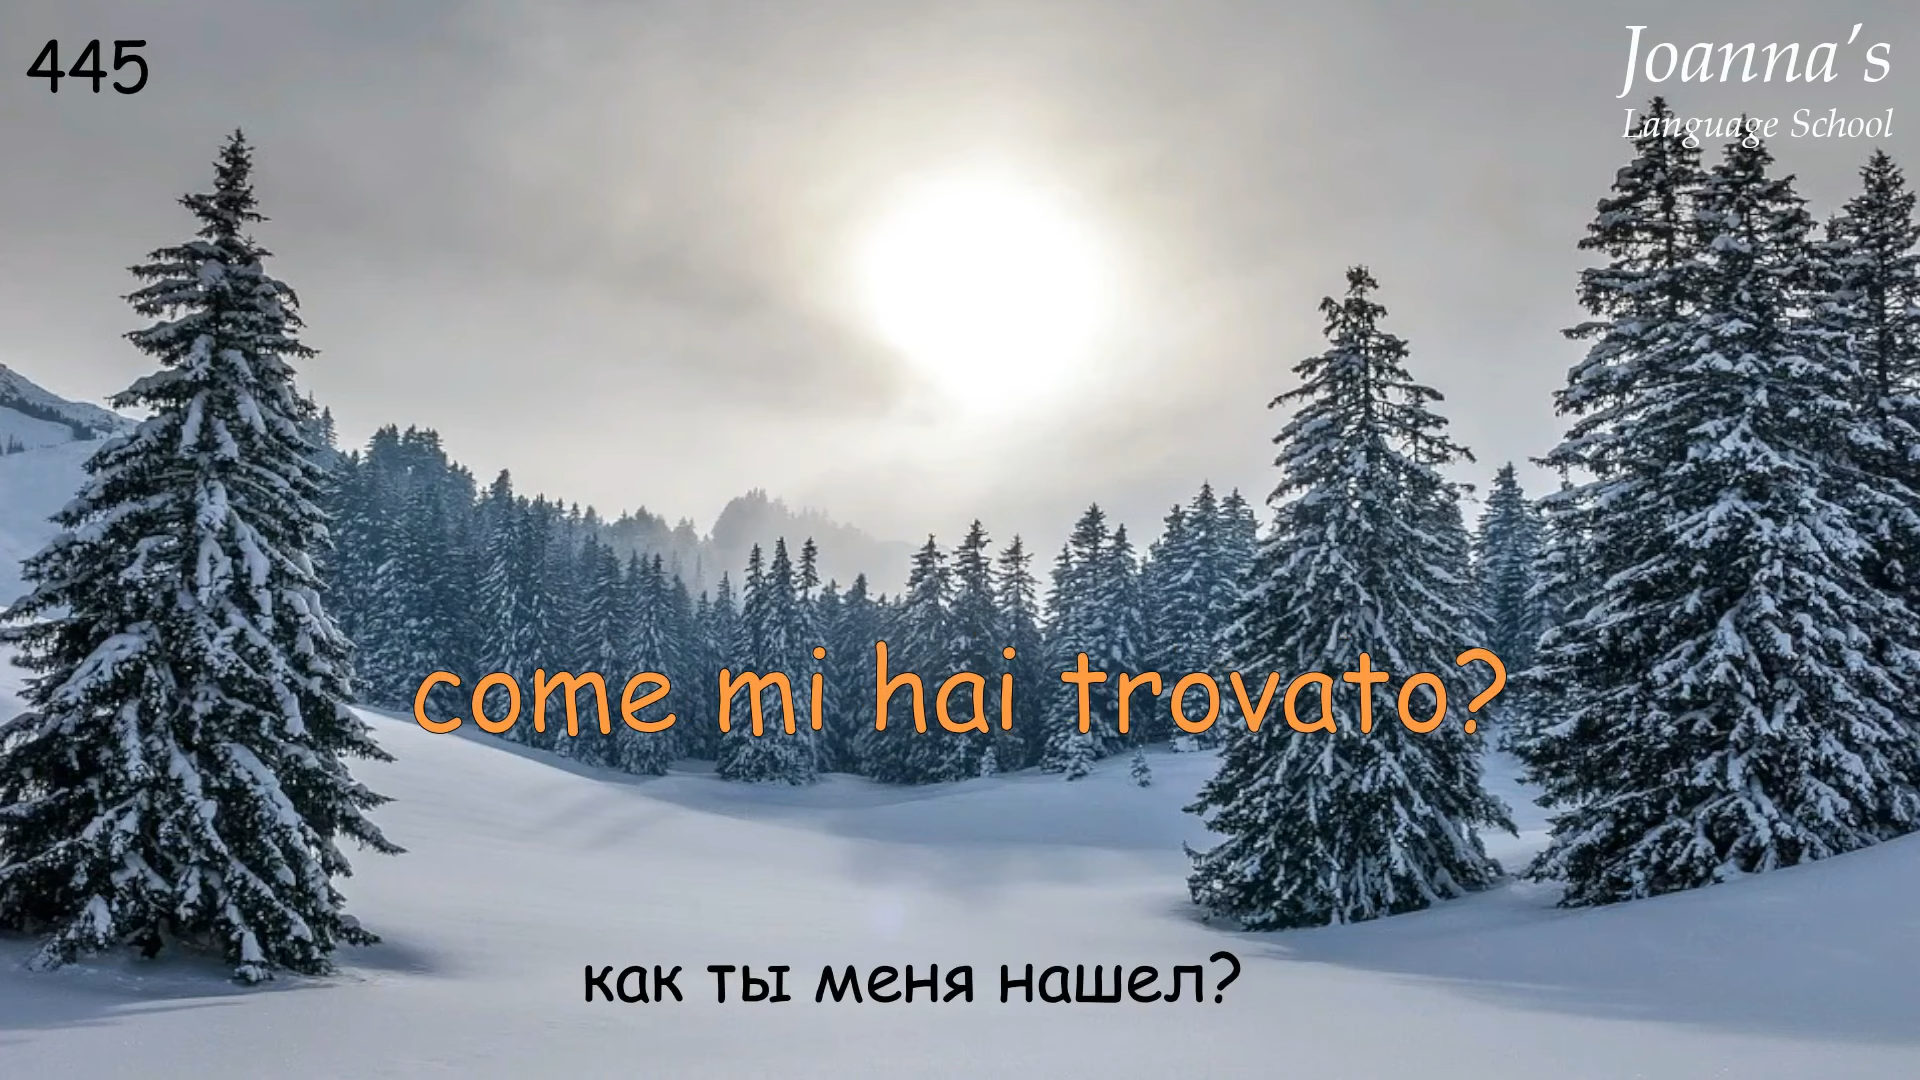 445
Joanna’s
Language School
come mi hai trovato?
как ты меня нашел?